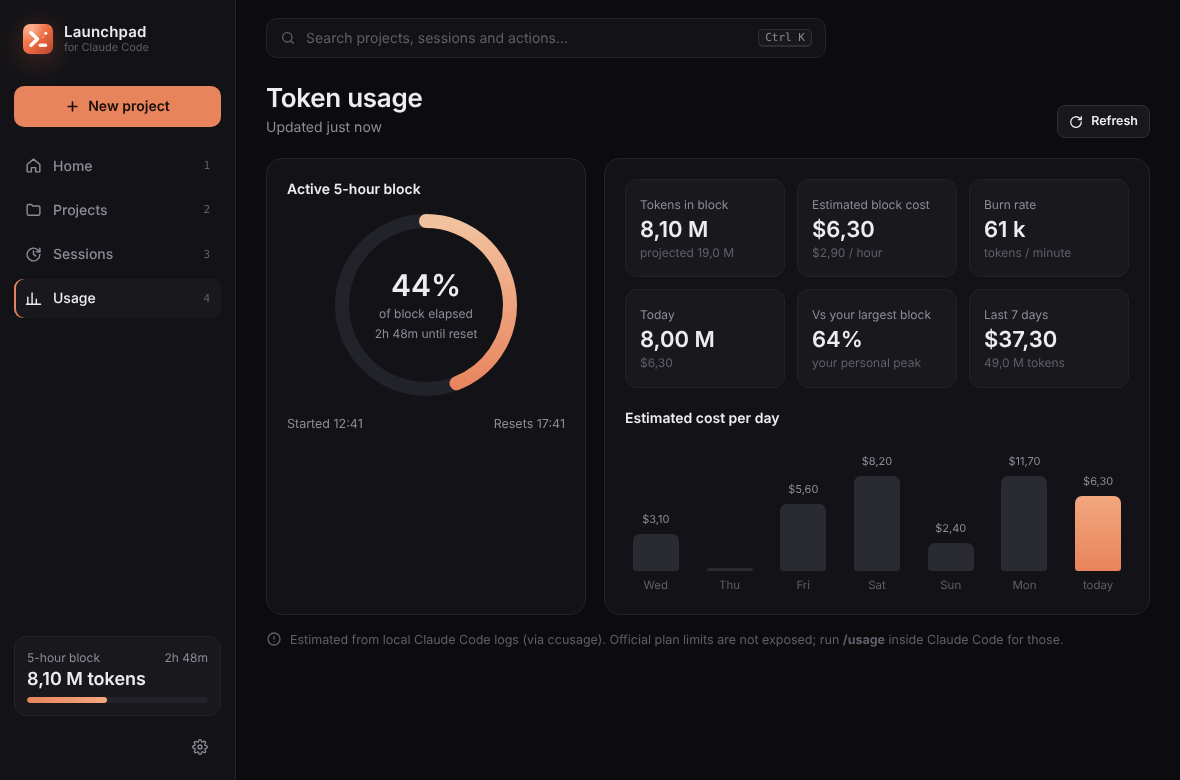 Launchpad
for Claude Code
New project
Home 1
Projects 2
Sessions 3
Usage 4
5-hour block 2h 48m
8,10 M tokens
Search projects, sessions and actions... Ctrl K
Token usage
Updated just now
Refresh
Active 5-hour block
44%
of block elapsed
2h 48m until reset
Started 12:41 Resets 17:41
Tokens in block
8,10 M
projected 19,0 M
Estimated block cost
$6,30
$2,90 / hour
Burn rate
61 k
tokens / minute
Today
8,00 M
$6,30
Vs your largest block
64%
your personal peak
Last 7 days
$37,30
49,0 M tokens
Estimated cost per day
$3,10 $5,60 $8,20 $2,40 $11,70 $6,30
Wed Thu Fri Sat Sun Mon today
Estimated from local Claude Code logs (via ccusage). Official plan limits are not exposed; run /usage inside Claude Code for those.